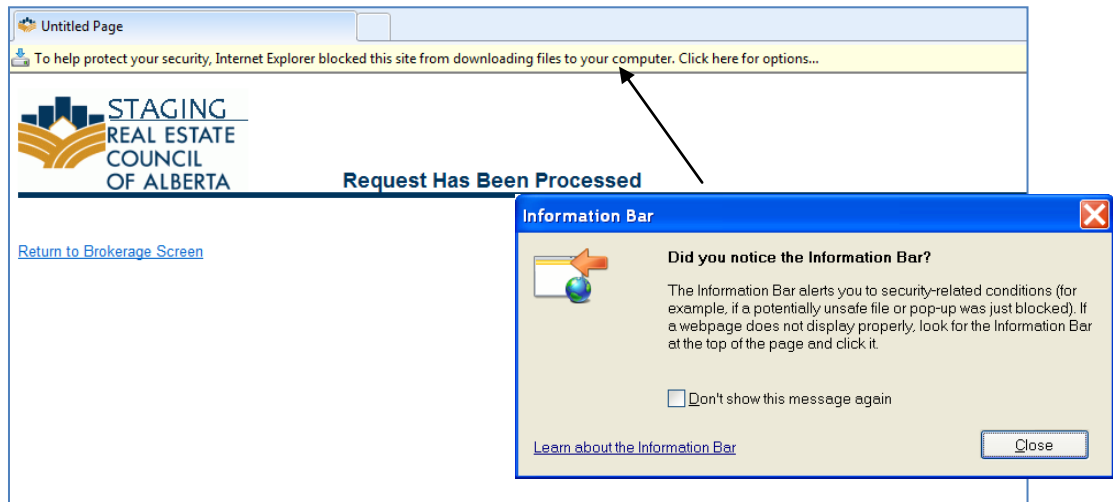 Untitled Page
To help protect your security, Internet Explorer blocked this site from downloading files to your computer. Click here for options...
STAGING
REAL ESTATE
COUNCIL
OF ALBERTA
Request Has Been Processed
Return to Brokerage Screen
Information Bar
Did you notice the Information Bar?
The Information Bar alerts you to security-related conditions (for
example, if a potentially unsafe file or pop-up was just blocked). If
a webpage does not display properly, look for the Information Bar
at the top of the page and click it.
Don't show this message again
Learn about the Information Bar
Close